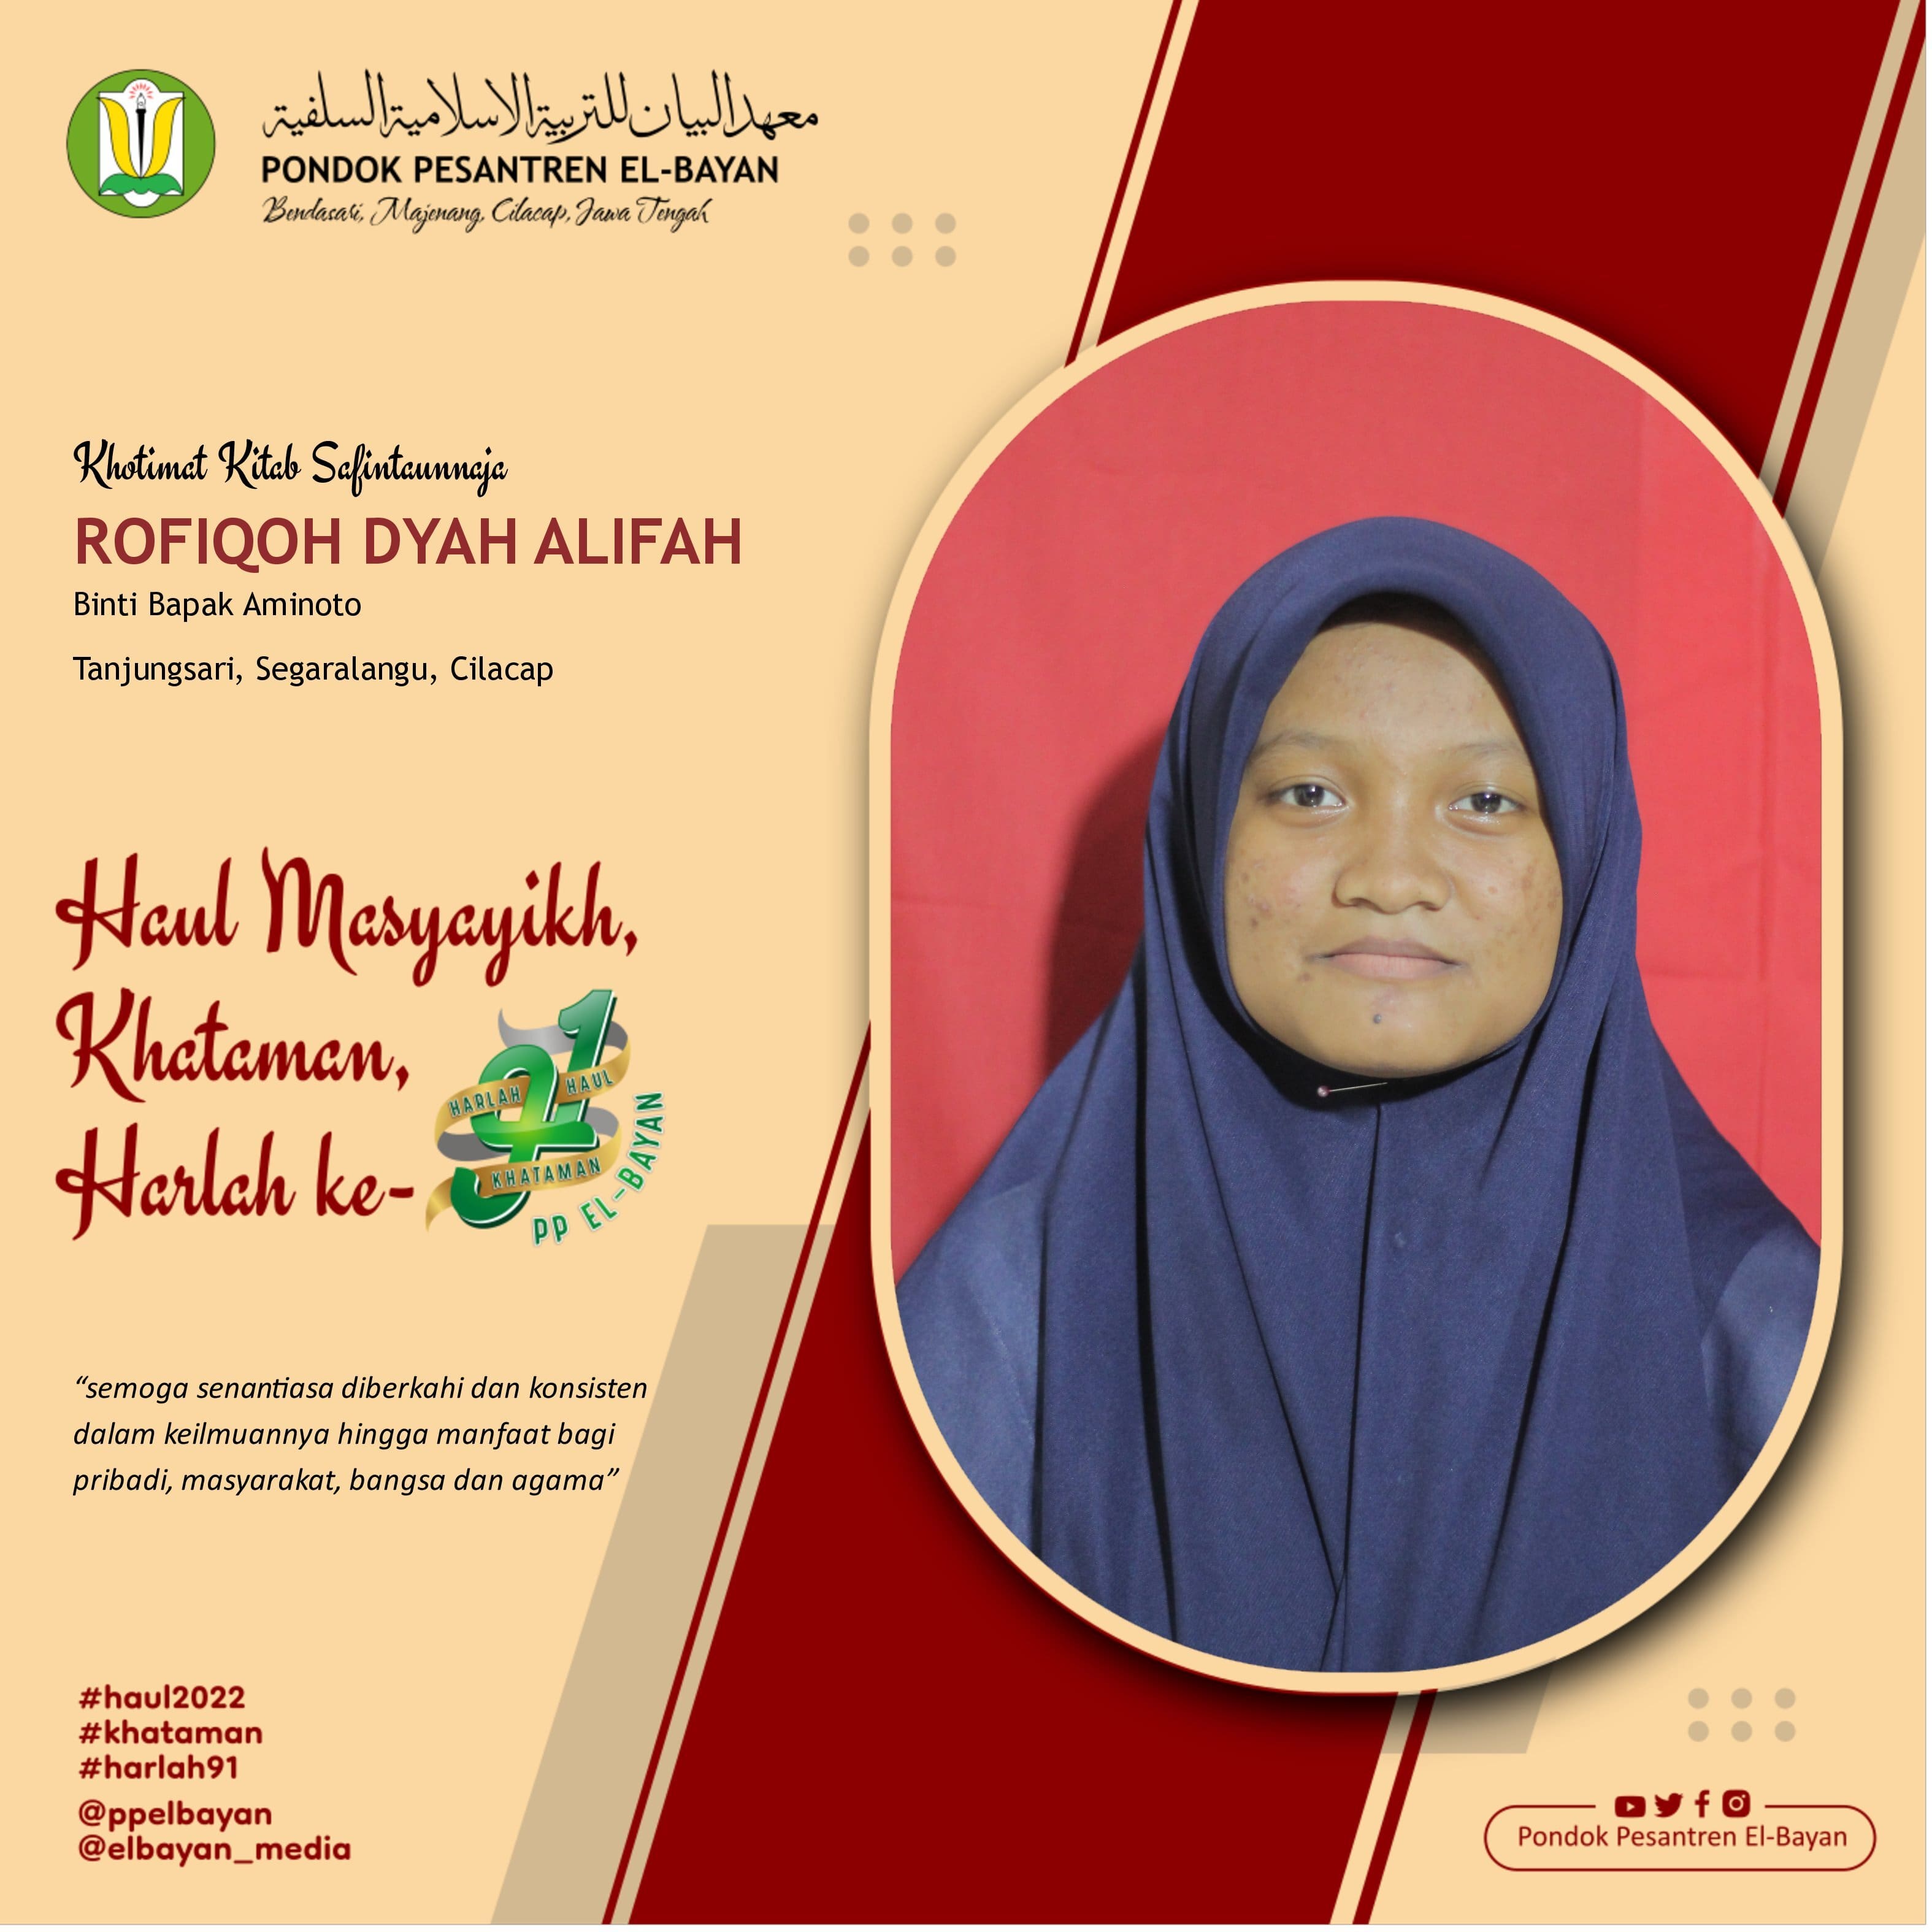 معهد البيان للتربية الاسلامية السلفية
PONDOK PESANTREN EL-BAYAN
Bendasari, Majenang, Cilacap, Jawa Tengah
Khotimat Kitab Safintaunnaja
ROFIQOH DYAH ALIFAH
Binti Bapak Aminoto
Tanjungsari, Segaralangu, Cilacap
Haul Masyayikh,
Khataman,
Harlah ke-
91
HARLAH HAUL
KHATAMAN
PP EL-BAYAN
“semoga senantiasa diberkahi dan konsisten
dalam keilmuannya hingga manfaat bagi
pribadi, masyarakat, bangsa dan agama”
#haul2022
#khataman
#harlah91
@ppelbayan
@elbayan_media
Pondok Pesantren El-Bayan